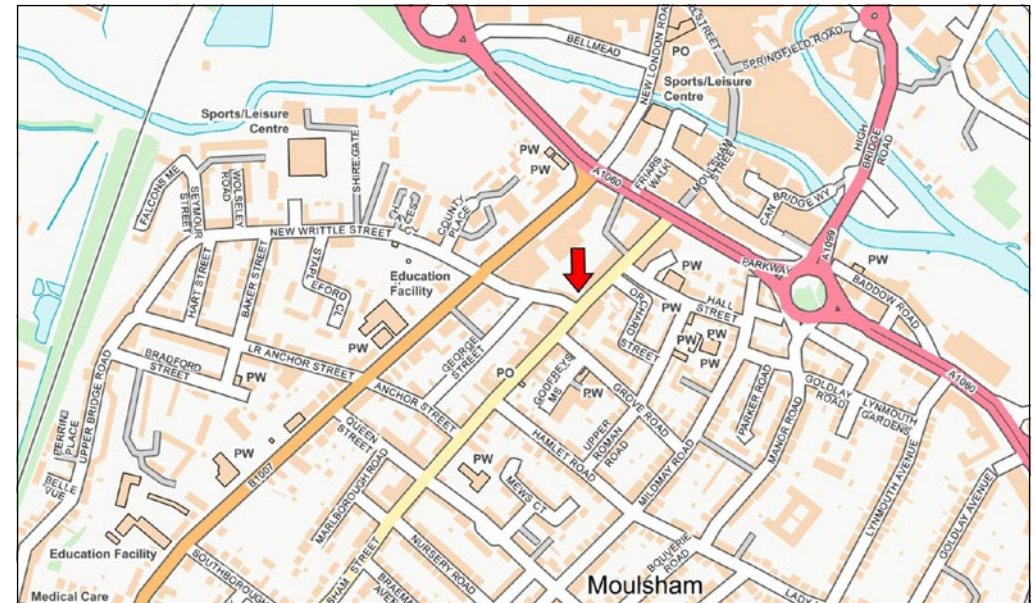 BELLMEAD
NEW LONDON ROAD
STREET
PO
SPRINGFIELD ROAD
Sports/Leisure
Centre
Sports/Leisure
Centre
SHIRE GATE
PW
PW
A1060
FRIARS
WALK
MOULSHAM
STREET
HIGH
BRIDGE
ROAD
BRIDGE WY
CAN
FALCONS ME
SEYMOUR
STREET
WOLSELEY
ROAD
COUNTY
PLACE
NEW WRITTLE STREET
A1099
PARKWAY
PW
PW
BADDOW ROAD
HART STREET
BAKER STREET
STAPLEFORD CL
Education
Facility
PW
HALL
STREET
ORCHARD
STREET
PW
PW
PW
UPPER BRIDGE ROAD
BRADFORD
STREET
PW
LR ANCHOR STREET
ANCHOR STREET
GEORGE
STREET
PO
GODFREY'S
MS
PW
GROVE ROAD
PARKER ROAD
MANOR ROAD
GOLDLAY
ROAD
LYNMOUTH
GARDENS
A1060
PERRIN
PLACE
BELLE
VUE
PW
B1007
QUEEN
STREET
MARLBOROUGH ROAD
PW
MEWS CT
HAMLET ROAD
UPPER
ROMAN
ROAD
MILDMAY ROAD
LYNMOUTH AVENUE
GOLDLAY AVENUE
Education Facility
Medical Care
SOUTHBOROUGH
SHAM STREET
NURSERY ROAD
BRAEMA
AVEN
BOUVERIE
ROAD
Moulsham
LADY